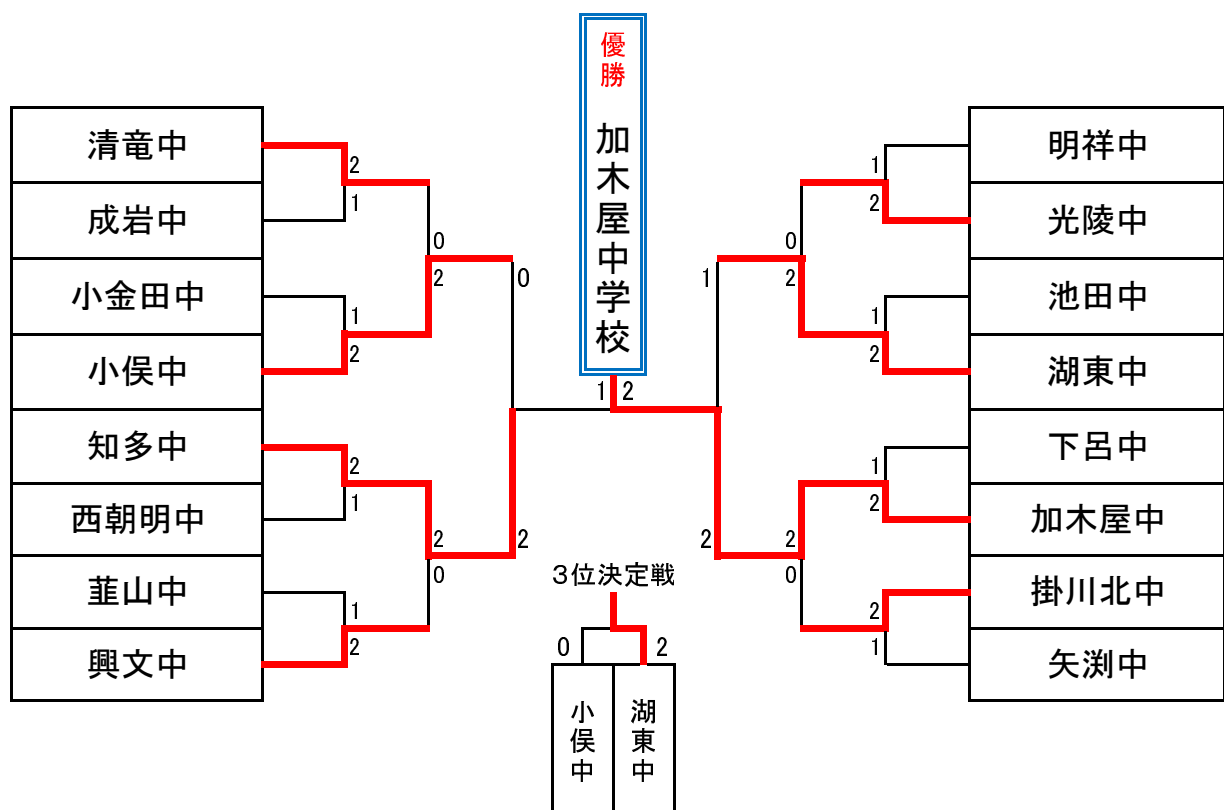 優勝 加木屋中学校
清竜中
2
1
成岩中
0
2
小金田中
1
2
小俣中
0
知多中
2
1
西朝明中
2
0
韮山中
1
2
興文中
2
1 2
明祥中
1
2
光陵中
0
2
池田中
1
2
湖東中
1
下呂中
1
2
加木屋中
2
0
掛川北中
2
1
矢渕中
2
3位決定戦
0 2
小俣中
湖東中